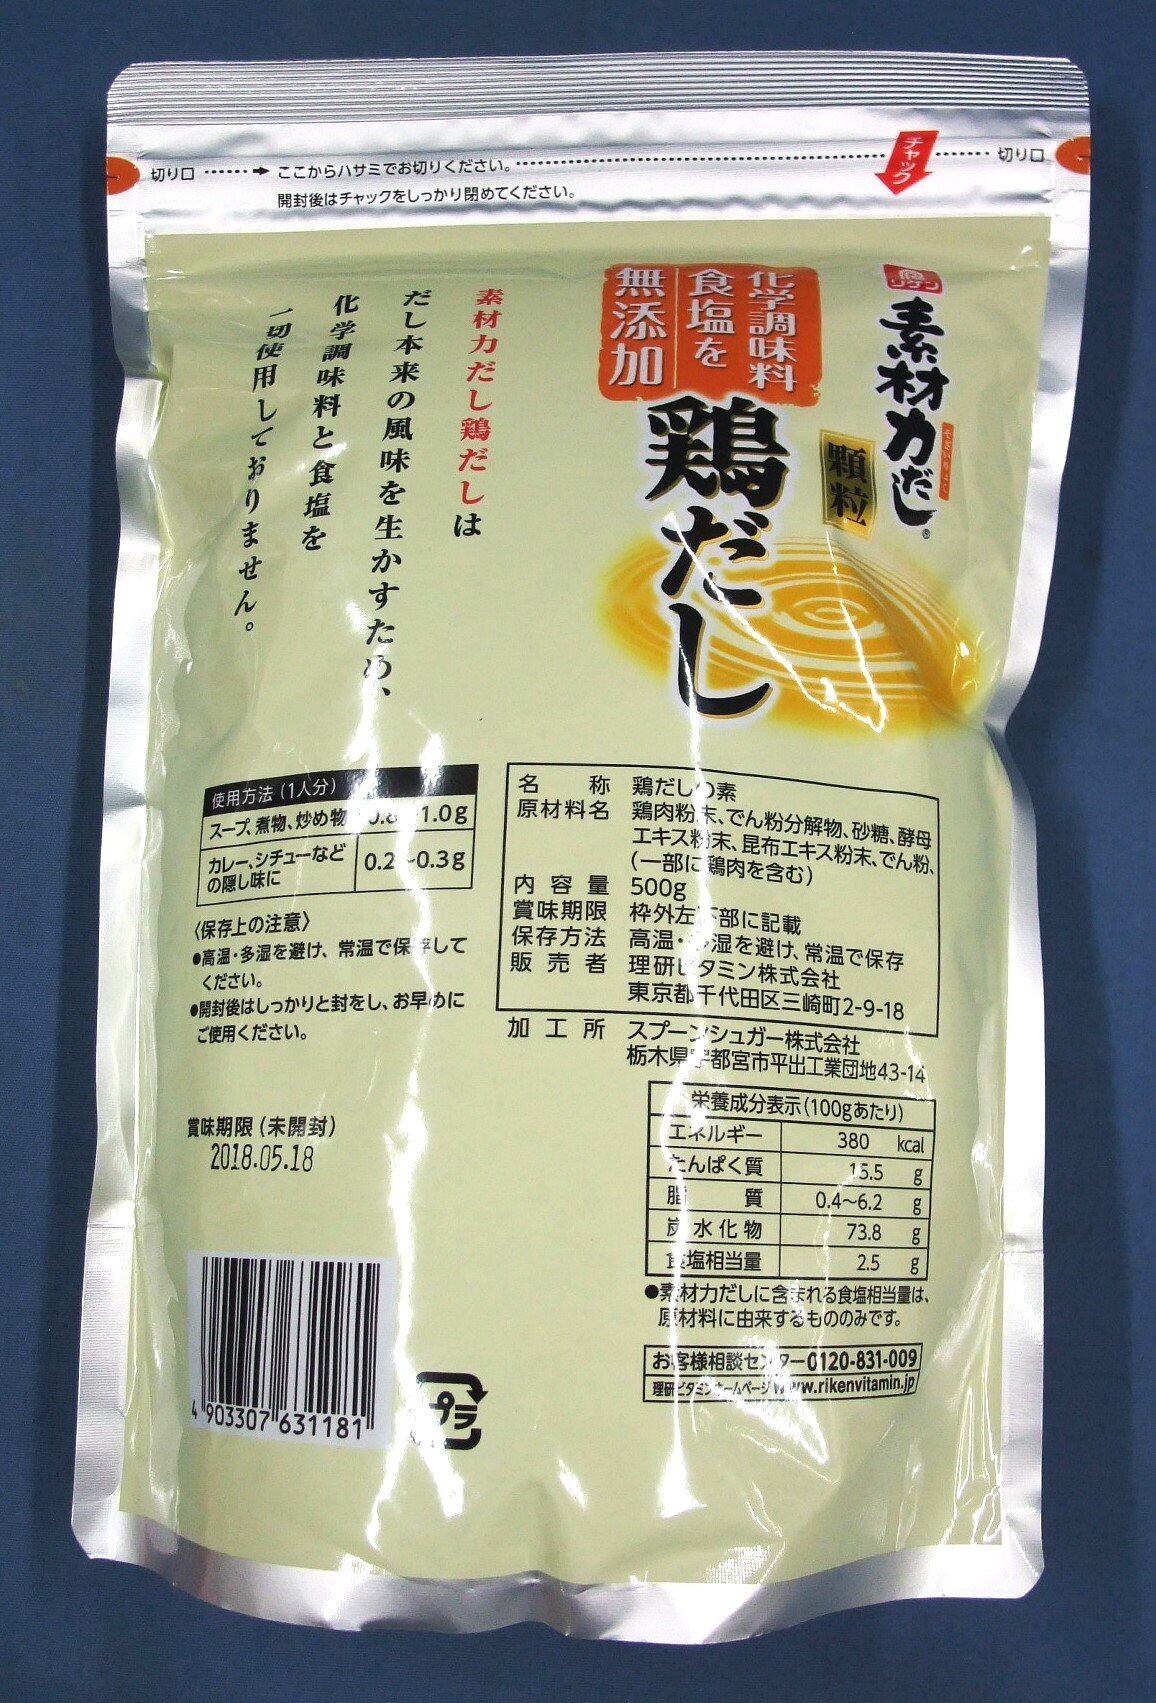 切り口 ここからハサミでお切りください。
開封後はチャックをしっかり閉めてください。
チャック
切り口
リケン
素材力だし®
顆粒
化学調味料
食塩を
無添加
鶏だし
素材力だし鶏だしは
だし本来の風味を生かすため、
化学調味料と食塩を
一切使用しておりません。
使用方法（1人分）
スープ、煮物、炒め物 0.8～1.0g
カレー、シチューなど
の隠し味に 0.2～0.3g
〈保存上の注意〉
●高温・多湿を避け、常温で保存して
ください。
●開封後はしっかりと封をし、お早めに
ご使用ください。
賞味期限（未開封）
2018.05.18
名称 鶏だしの素
原材料名 鶏肉粉末、でん粉分解物、砂糖、酵母
エキス粉末、昆布エキス粉末、でん粉、
（一部に鶏肉を含む）
内容量 500g
賞味期限 枠外左下部に記載
保存方法 高温・多湿を避け、常温で保存
販売者 理研ビタミン株式会社
東京都千代田区三崎町2-9-18
加工所 スプーンシュガー株式会社
栃木県宇都宮市平出工業団地43-14
栄養成分表示（100gあたり）
エネルギー 380 kcal
たんぱく質 15.5 g
脂質 0.4～6.2 g
炭水化物 73.8 g
食塩相当量 2.5 g
●素材力だしに含まれる食塩相当量は、
原材料に由来するもののみです。
お客様相談センター 0120-831-009
理研ビタミンホームページ www.rikenvitamin.jp
4 903307 631181
プラ